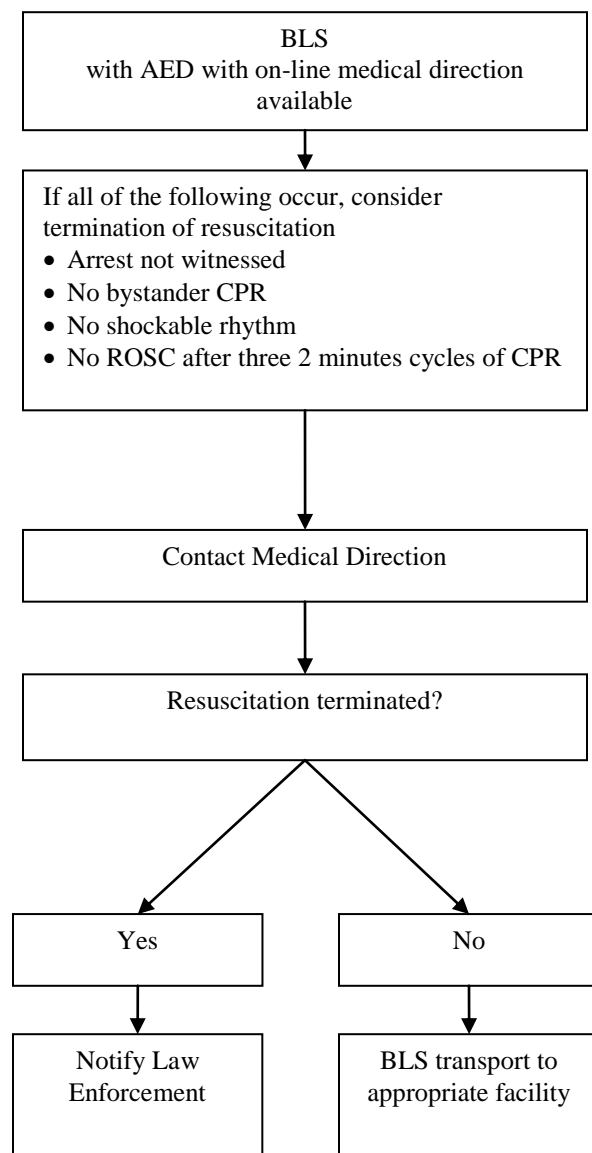 BLS
with AED with on-line medical direction
available
If all of the following occur, consider
termination of resuscitation
• Arrest not witnessed
• No bystander CPR
• No shockable rhythm
• No ROSC after three 2 minutes cycles of CPR
Contact Medical Direction
Resuscitation terminated?
Yes
No
Notify Law
Enforcement
BLS transport to
appropriate facility